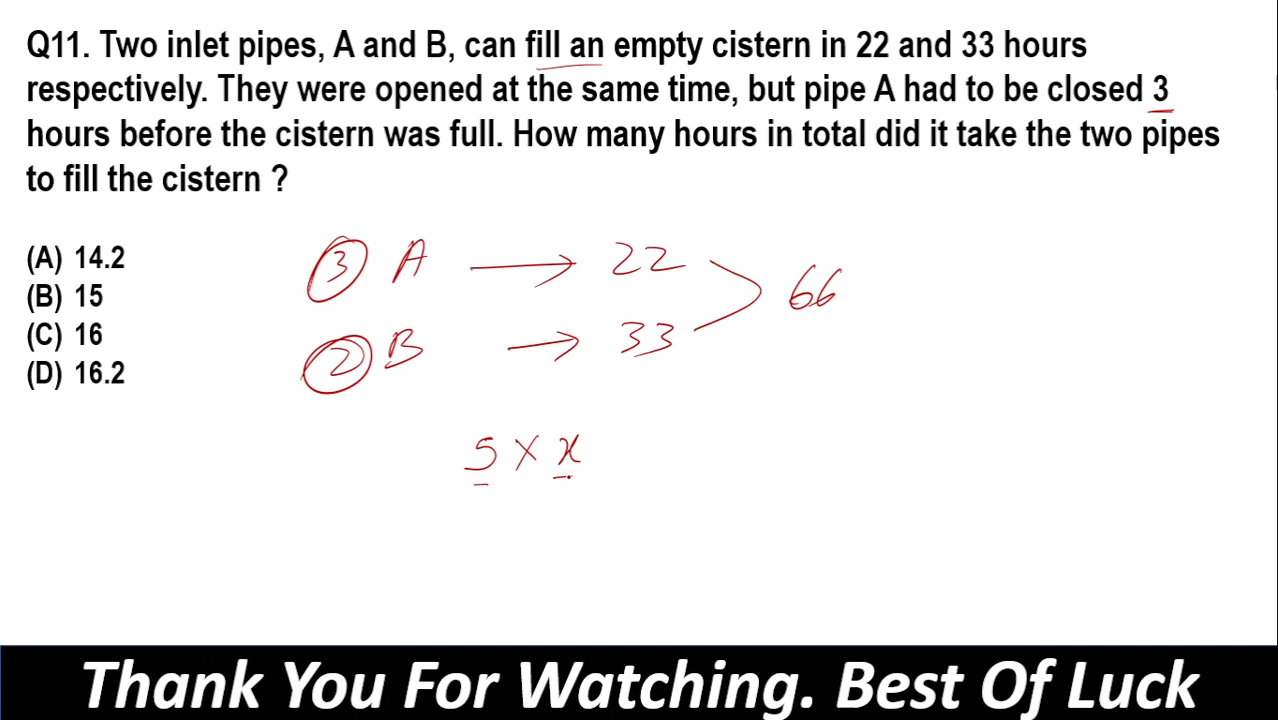 Q11. Two inlet pipes, A and B, can fill an empty cistern in 22 and 33 hours
respectively. They were opened at the same time, but pipe A had to be closed 3
hours before the cistern was full. How many hours in total did it take the two pipes
to fill the cistern ?
(A) 14.2
(B) 15
(C) 16
(D) 16.2
3 A → 22
66
2 B → 33
5 × x
Thank You For Watching. Best Of Luck